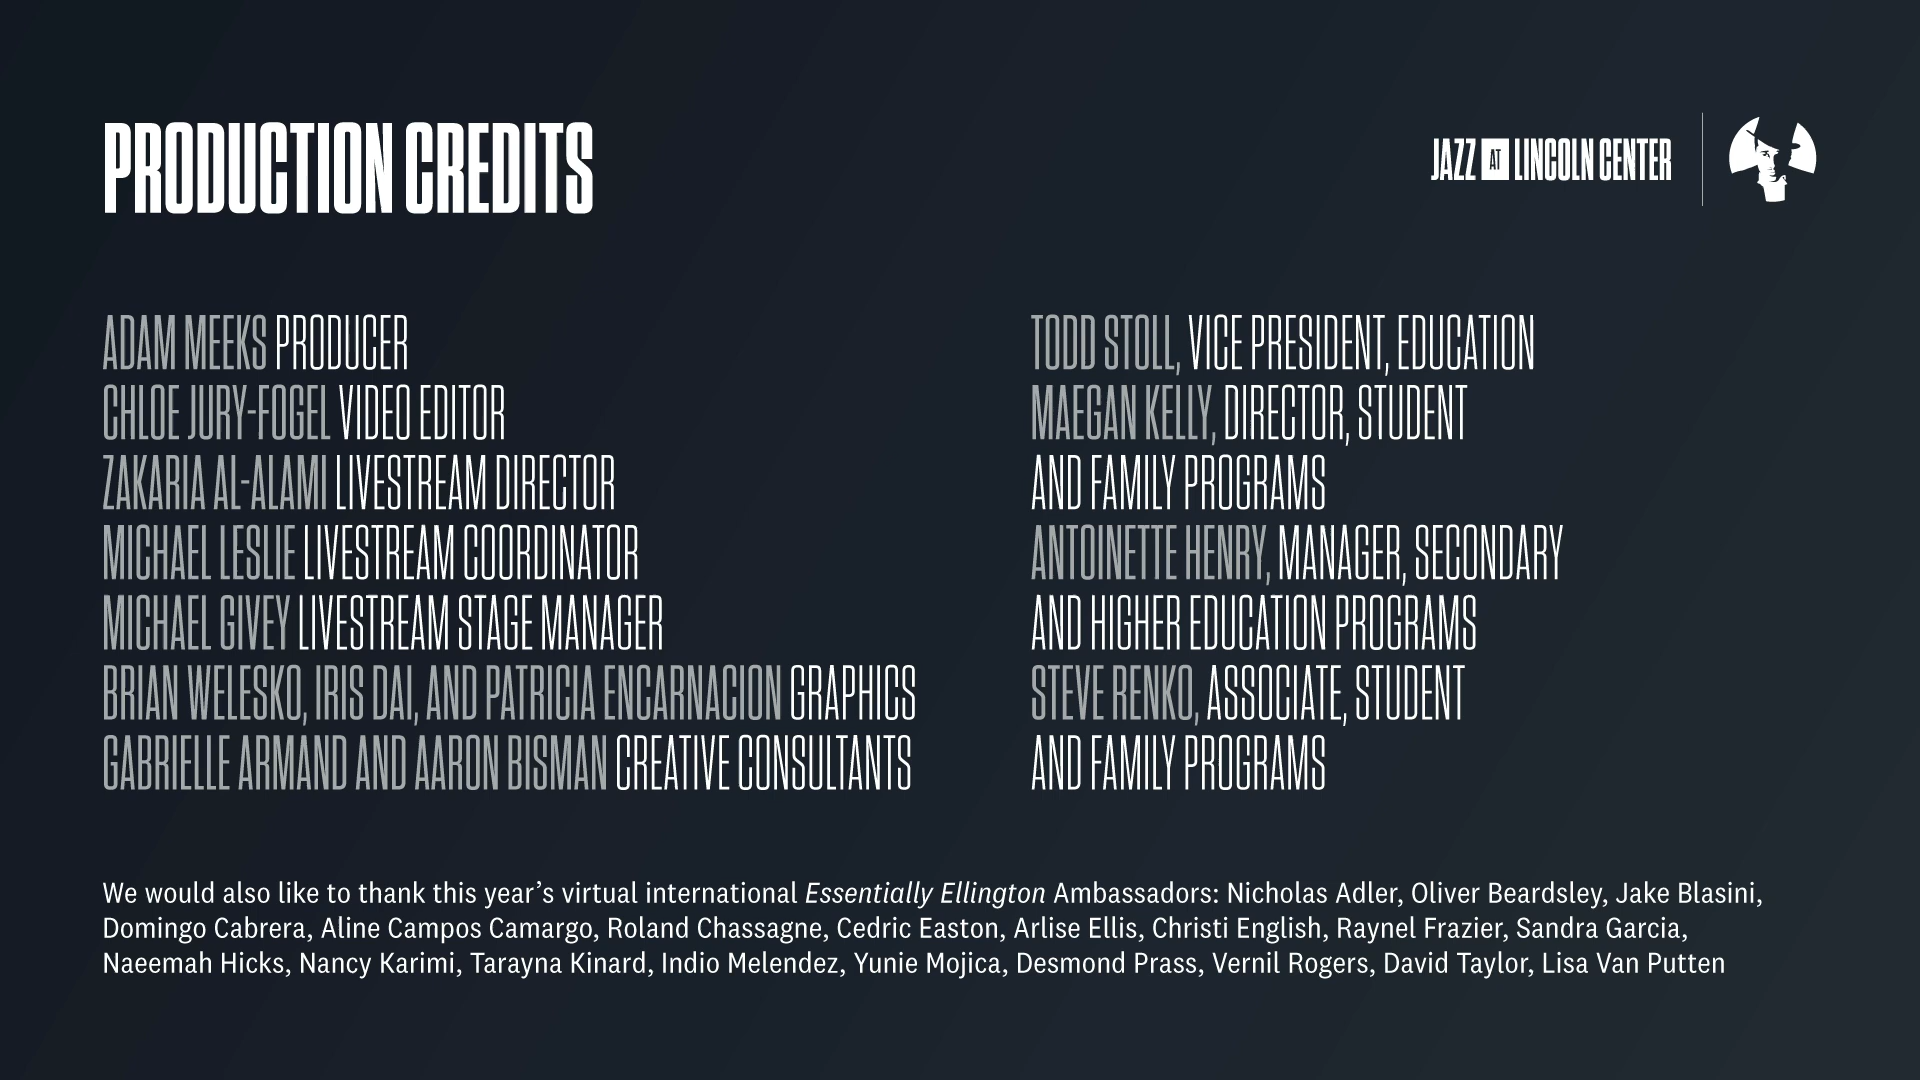 PRODUCTION CREDITS
JAZZ AT LINCOLN CENTER
ADAM MEEKS PRODUCER
CHLOE JURY-FOGEL VIDEO EDITOR
ZAKARIA AL-ALAMI LIVESTREAM DIRECTOR
MICHAEL LESLIE LIVESTREAM COORDINATOR
MICHAEL GIVEY LIVESTREAM STAGE MANAGER
BRIAN WELESKO, IRIS DAI, AND PATRICIA ENCARNACION GRAPHICS
GABRIELLE ARMAND AND AARON BISMAN CREATIVE CONSULTANTS
TODD STOLL, VICE PRESIDENT, EDUCATION
MAEGAN KELLY, DIRECTOR, STUDENT
AND FAMILY PROGRAMS
ANTOINETTE HENRY, MANAGER, SECONDARY
AND HIGHER EDUCATION PROGRAMS
STEVE RENKO, ASSOCIATE, STUDENT
AND FAMILY PROGRAMS
We would also like to thank this year’s virtual international Essentially Ellington Ambassadors: Nicholas Adler, Oliver Beardsley, Jake Blasini,
Domingo Cabrera, Aline Campos Camargo, Roland Chassagne, Cedric Easton, Arlise Ellis, Christi English, Raynel Frazier, Sandra Garcia,
Naeemah Hicks, Nancy Karimi, Tarayna Kinard, Indio Melendez, Yunie Mojica, Desmond Prass, Vernil Rogers, David Taylor, Lisa Van Putten